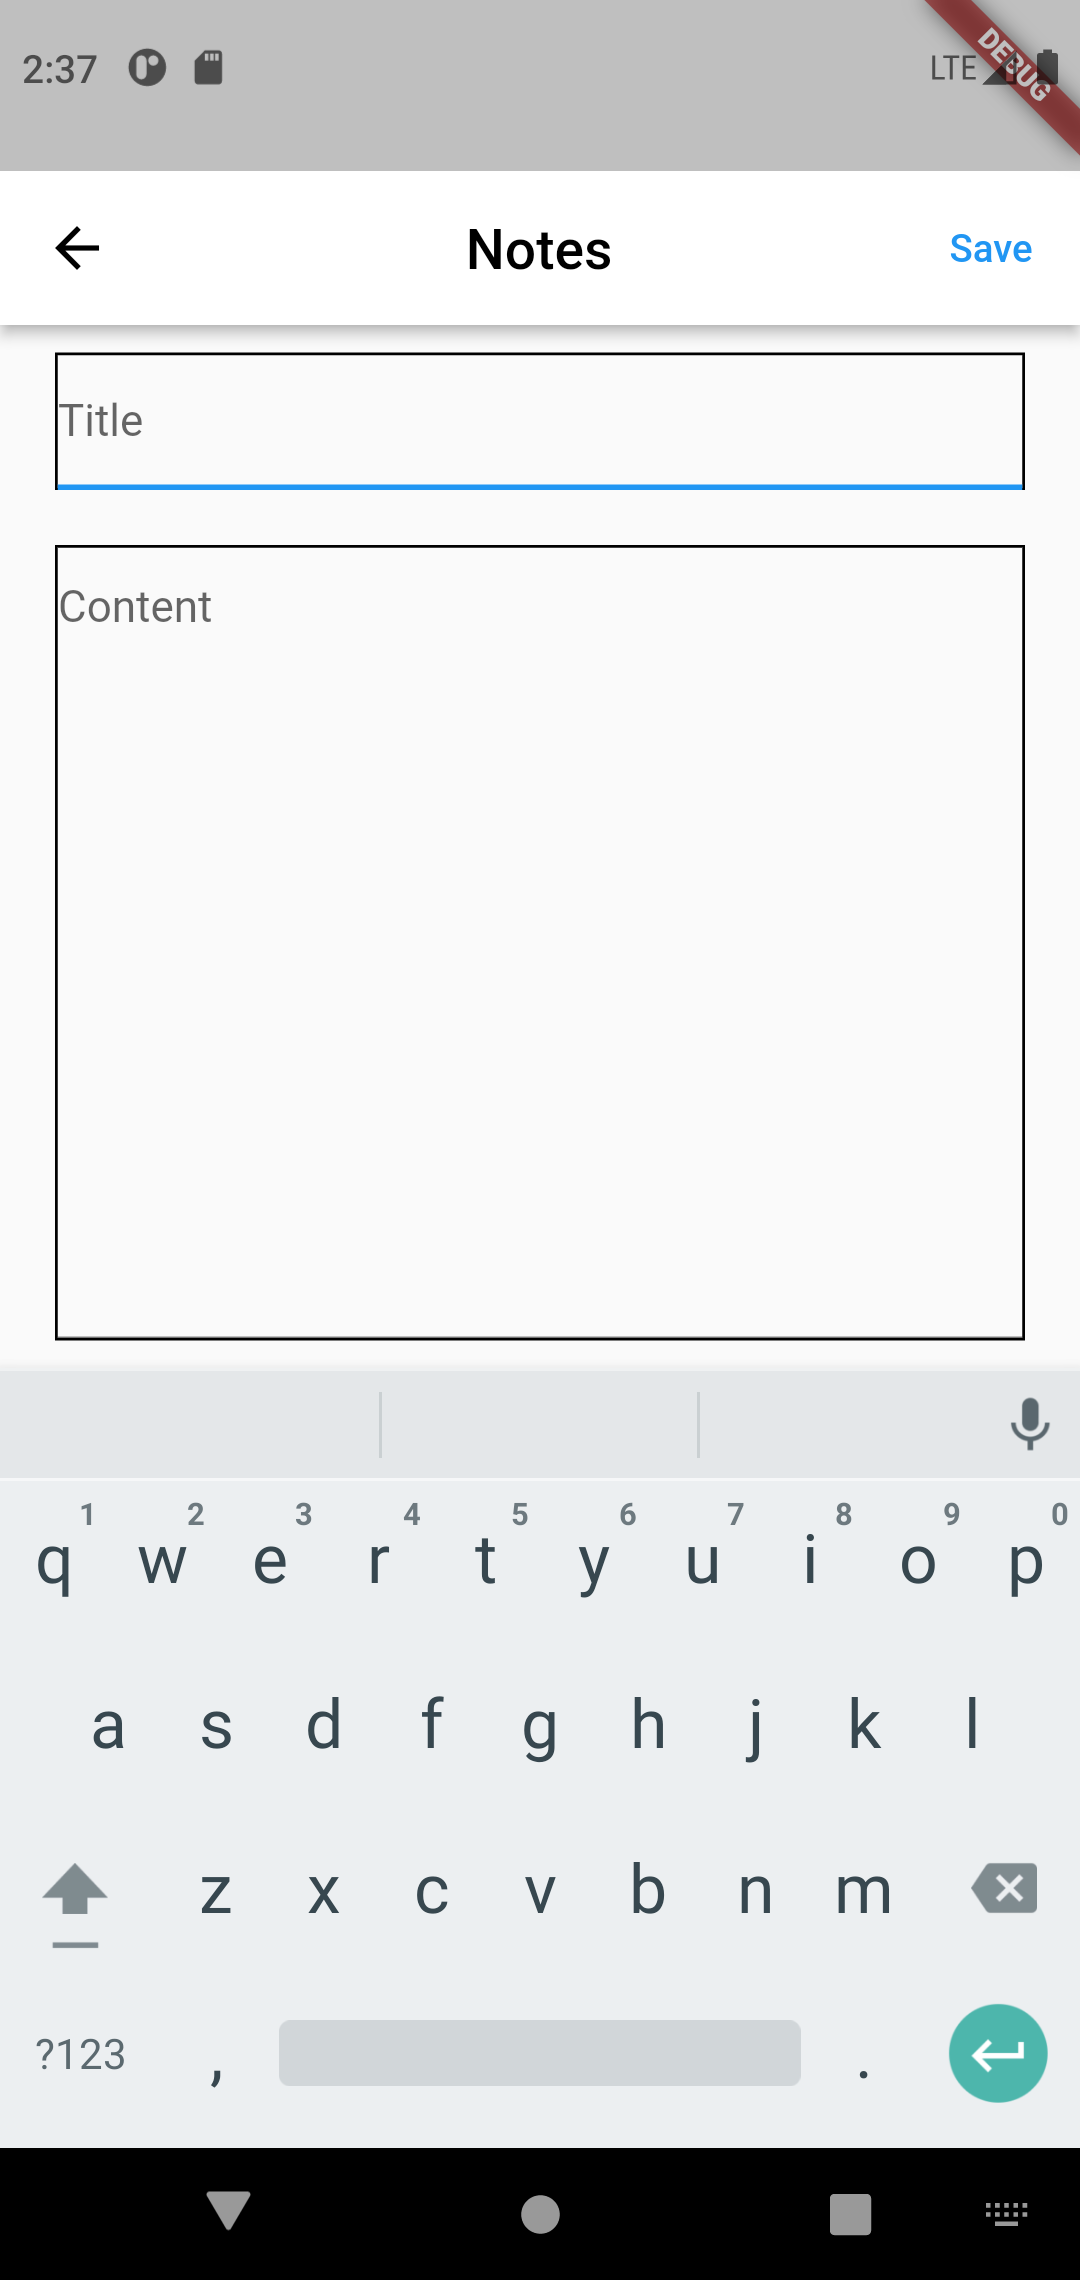 2:37
LTE
DEBUG
Notes
Save
Title
Content
1 2 3 4 5 6 7 8 9 0
q w e r t y u i o p
a s d f g h j k l
z x c v b n m
?123 , .